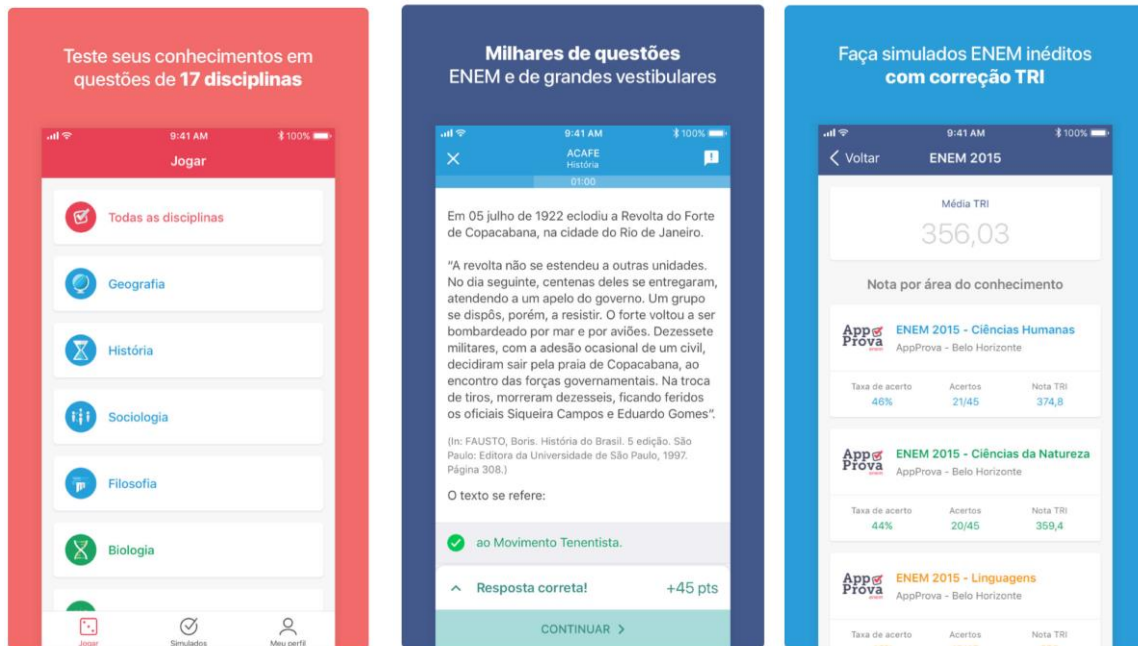 Teste seus conhecimentos em
questões de 17 disciplinas
9:41 AM
100%
Jogar
Todas as disciplinas
Geografia
História
Sociologia
Filosofia
Biologia
Jogar
Simulados
Meu perfil
Milhares de questões
ENEM e de grandes vestibulares
9:41 AM
100%
ACAFE
História
01:00
Em 05 julho de 1922 eclodiu a Revolta do Forte
de Copacabana, na cidade do Rio de Janeiro.
“A revolta não se estendeu a outras unidades.
No dia seguinte, centenas deles se entregaram,
atendendo a um apelo do governo. Um grupo
se dispôs, porém, a resistir. O forte voltou a ser
bombardeado por mar e por aviões. Dezessete
militares, com a adesão ocasional de um civil,
decidiram sair pela praia de Copacabana, ao
encontro das forças governamentais. Na troca
de tiros, morreram dezesseis, ficando feridos
os oficiais Siqueira Campos e Eduardo Gomes”.
(In: FAUSTO, Boris. História do Brasil. 5 edição. São
Paulo: Editora da Universidade de São Paulo, 1997.
Página 308.)
O texto se refere:
ao Movimento Tenentista.
Resposta correta!
+45 pts
CONTINUAR >
Faça simulados ENEM inéditos
com correção TRI
9:41 AM
100%
Voltar
ENEM 2015
Média TRI
356,03
Nota por área do conhecimento
App Prova
ENEM 2015 - Ciências Humanas
AppProva - Belo Horizonte
Taxa de acerto Acertos Nota TRI
46% 21/45 374,8
App Prova
ENEM 2015 - Ciências da Natureza
AppProva - Belo Horizonte
Taxa de acerto Acertos Nota TRI
44% 20/45 359,4
App Prova
ENEM 2015 - Linguagens
AppProva - Belo Horizonte
Taxa de acerto Acertos Nota TRI